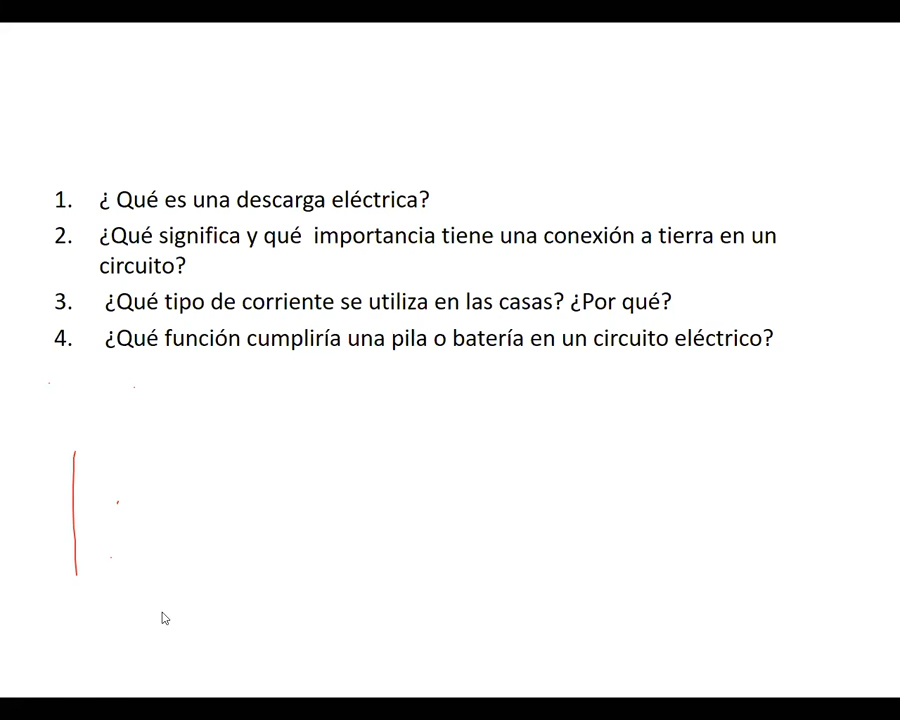 1. ¿ Qué es una descarga eléctrica?
2. ¿Qué significa y qué  importancia tiene una conexión a tierra en un
circuito?
3. ¿Qué tipo de corriente se utiliza en las casas? ¿Por qué?
4. ¿Qué función cumpliría una pila o batería en un circuito eléctrico?